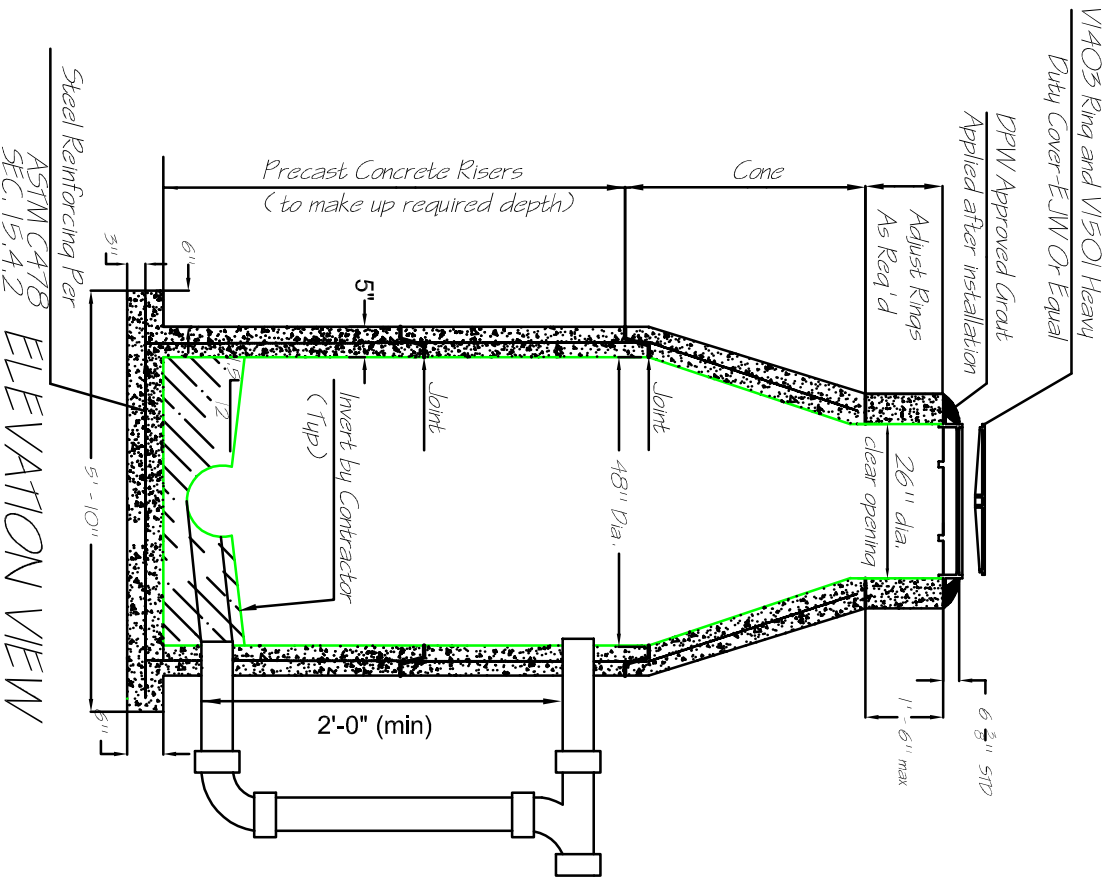 V1403 Ring and V1501 Heavy
Duty Cover-EJW Or Equal
DPW Approved Grout
Applied after installation
6 3/8" STD
Adjust Rings
As Req'd
1'-6" max
26" dia.
clear opening
Cone
Precast Concrete Risers
(to make up required depth)
Joint
48" Dia.
5"
Joint
2'-0" (min)
Invert by Contractor
(Typ)
12
6"
3"
6"
5'-10"
Steel Reinforcing Per
ASTM C478
SEC. 15.4.2
ELEVATION VIEW